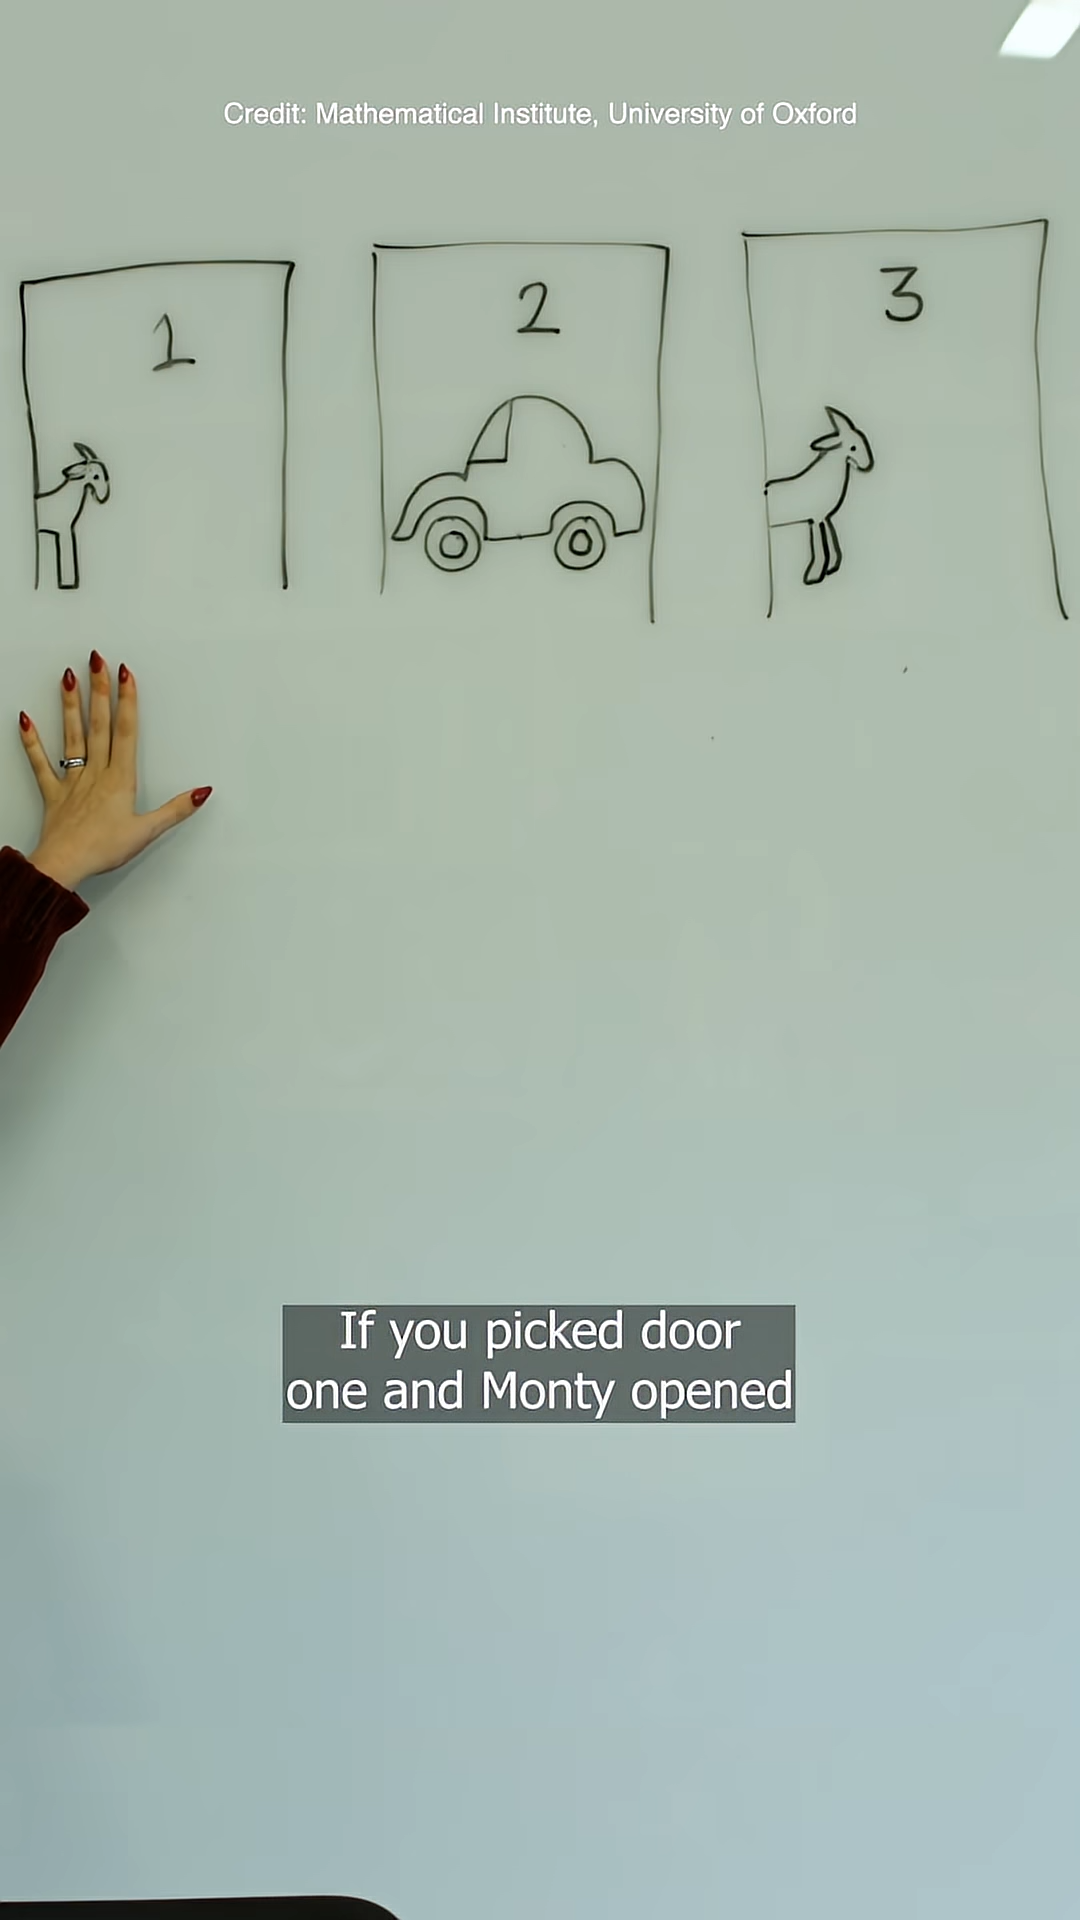 Credit: Mathematical Institute, University of Oxford
1 2 3
If you picked door
one and Monty opened